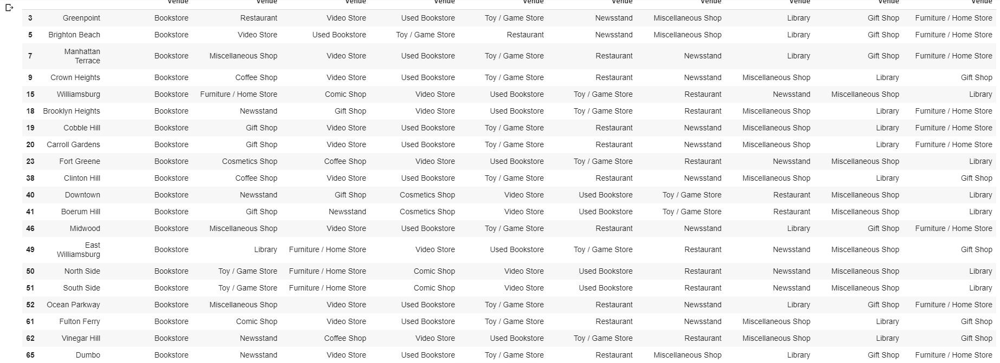 Venue Venue Venue Venue Venue Venue Venue Venue Venue Venue
3 Greenpoint Bookstore Restaurant Video Store Used Bookstore Toy / Game Store Newsstand Miscellaneous Shop Library Gift Shop Furniture / Home Store
5 Brighton Beach Bookstore Video Store Used Bookstore Toy / Game Store Restaurant Newsstand Miscellaneous Shop Library Gift Shop Furniture / Home Store
7 Manhattan Terrace Bookstore Miscellaneous Shop Video Store Used Bookstore Toy / Game Store Restaurant Newsstand Library Gift Shop Furniture / Home Store
9 Crown Heights Bookstore Coffee Shop Video Store Used Bookstore Toy / Game Store Restaurant Newsstand Miscellaneous Shop Library Gift Shop
15 Williamsburg Bookstore Furniture / Home Store Comic Shop Video Store Used Bookstore Toy / Game Store Restaurant Newsstand Miscellaneous Shop Library
18 Brooklyn Heights Bookstore Newsstand Gift Shop Video Store Used Bookstore Toy / Game Store Restaurant Miscellaneous Shop Library Furniture / Home Store
19 Cobble Hill Bookstore Gift Shop Video Store Used Bookstore Toy / Game Store Restaurant Newsstand Miscellaneous Shop Library Furniture / Home Store
20 Carroll Gardens Bookstore Gift Shop Video Store Used Bookstore Toy / Game Store Restaurant Newsstand Miscellaneous Shop Library Furniture / Home Store
23 Fort Greene Bookstore Cosmetics Shop Coffee Shop Video Store Used Bookstore Toy / Game Store Restaurant Newsstand Miscellaneous Shop Library
38 Clinton Hill Bookstore Coffee Shop Video Store Used Bookstore Toy / Game Store Restaurant Newsstand Miscellaneous Shop Library Gift Shop
40 Downtown Bookstore Newsstand Gift Shop Cosmetics Shop Video Store Used Bookstore Toy / Game Store Restaurant Miscellaneous Shop Library
41 Boerum Hill Bookstore Gift Shop Newsstand Cosmetics Shop Video Store Used Bookstore Toy / Game Store Restaurant Miscellaneous Shop Library
46 Midwood Bookstore Miscellaneous Shop Video Store Used Bookstore Toy / Game Store Restaurant Newsstand Library Gift Shop Furniture / Home Store
49 East Williamsburg Bookstore Library Furniture / Home Store Video Store Used Bookstore Toy / Game Store Restaurant Newsstand Miscellaneous Shop Gift Shop
50 North Side Bookstore Toy / Game Store Furniture / Home Store Comic Shop Video Store Used Bookstore Restaurant Newsstand Miscellaneous Shop Library
51 South Side Bookstore Toy / Game Store Furniture / Home Store Comic Shop Video Store Used Bookstore Restaurant Newsstand Miscellaneous Shop Library
52 Ocean Parkway Bookstore Miscellaneous Shop Video Store Used Bookstore Toy / Game Store Restaurant Newsstand Library Gift Shop Furniture / Home Store
61 Fulton Ferry Bookstore Comic Shop Video Store Used Bookstore Toy / Game Store Restaurant Newsstand Miscellaneous Shop Library Gift Shop
62 Vinegar Hill Bookstore Newsstand Coffee Shop Video Store Used Bookstore Toy / Game Store Restaurant Miscellaneous Shop Library Gift Shop
65 Dumbo Bookstore Newsstand Video Store Used Bookstore Toy / Game Store Restaurant Miscellaneous Shop Library Gift Shop Furniture / Home Store